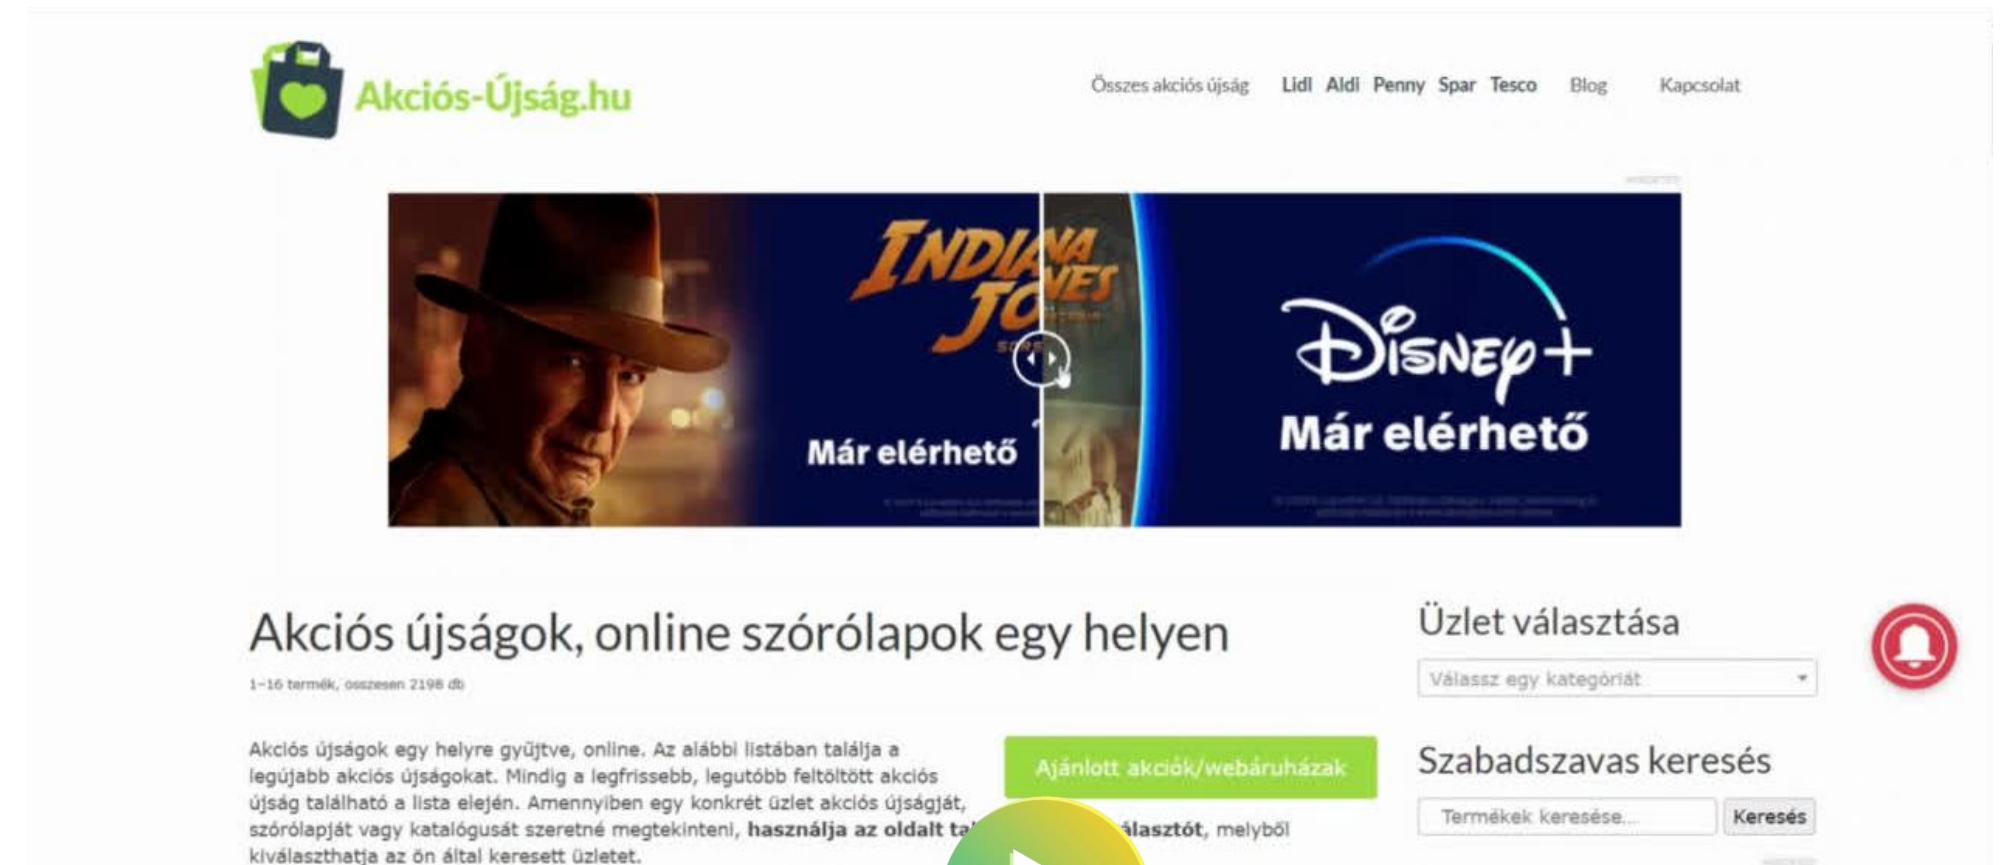 Akciós-Újság.hu
Összes akciós újság Lidl Aldi Penny Spar Tesco Blog Kapcsolat
INDIANA
JONES
Már elérhető
Disney+
Már elérhető
Akciós újságok, online szórólapok egy helyen
1–16 termék, összesen 2198 db
Akciós újságok egy helyre gyűjtve, online. Az alábbi listában találja a
legújabb akciós újságokat. Mindig a legfrissebb, legutóbb feltöltött akciós
újság található a lista elején. Amennyiben egy konkrét üzlet akciós újságját,
szórólapját vagy katalógusát szeretné megtekinteni, használja az oldalt ta álasztót, melyből
kiválaszthatja az ön által keresett üzletet.
Ajánlott akciók/webáruházak
Üzlet választása
Válassz egy kategóriát
Szabadszavas keresés
Termékek keresése...
Keresés